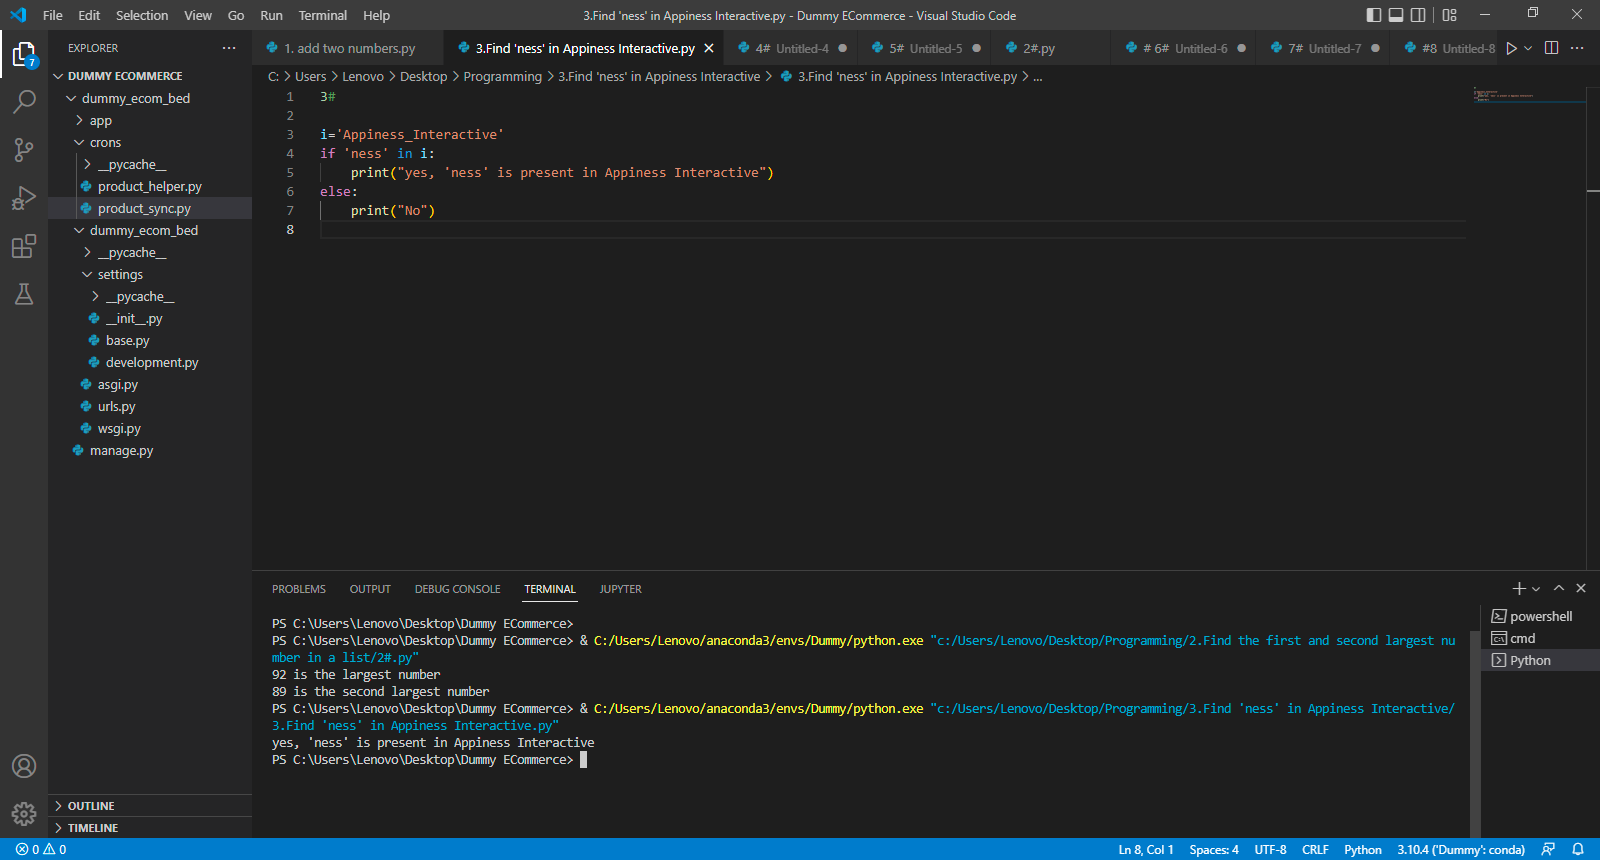 File Edit Selection View Go Run Terminal Help 3.Find 'ness' in Appiness Interactive.py - Dummy ECommerce - Visual Studio Code
EXPLORER
1. add two numbers.py 3.Find 'ness' in Appiness Interactive.py 4# Untitled-4 5# Untitled-5 2#.py # 6# Untitled-6 7# Untitled-7 #8 Untitled-8
C: > Users > Lenovo > Desktop > Programming > 3.Find 'ness' in Appiness Interactive > 3.Find 'ness' in Appiness Interactive.py > ...
7
DUMMY ECOMMERCE
dummy_ecom_bed
app
crons
__pycache__
product_helper.py
product_sync.py
dummy_ecom_bed
__pycache__
settings
__pycache__
__init__.py
base.py
development.py
asgi.py
urls.py
wsgi.py
manage.py
OUTLINE
TIMELINE
1 3#
2
3 i='Appiness_Interactive'
4 if 'ness' in i:
5 print("yes, 'ness' is present in Appiness Interactive")
6 else:
7 print("No")
8
PROBLEMS OUTPUT DEBUG CONSOLE TERMINAL JUPYTER
PS C:\Users\Lenovo\Desktop\Dummy ECommerce>
PS C:\Users\Lenovo\Desktop\Dummy ECommerce> & C:/Users/Lenovo/anaconda3/envs/Dummy/python.exe "c:/Users/Lenovo/Desktop/Programming/2.Find the first and second largest nu
mber in a list/2#.py"
92 is the largest number
89 is the second largest number
PS C:\Users\Lenovo\Desktop\Dummy ECommerce> & C:/Users/Lenovo/anaconda3/envs/Dummy/python.exe "c:/Users/Lenovo/Desktop/Programming/3.Find 'ness' in Appiness Interactive/
3.Find 'ness' in Appiness Interactive.py"
yes, 'ness' is present in Appiness Interactive
PS C:\Users\Lenovo\Desktop\Dummy ECommerce>
powershell
cmd
Python
0 0 Ln 8, Col 1 Spaces: 4 UTF-8 CRLF Python 3.10.4 ('Dummy': conda)